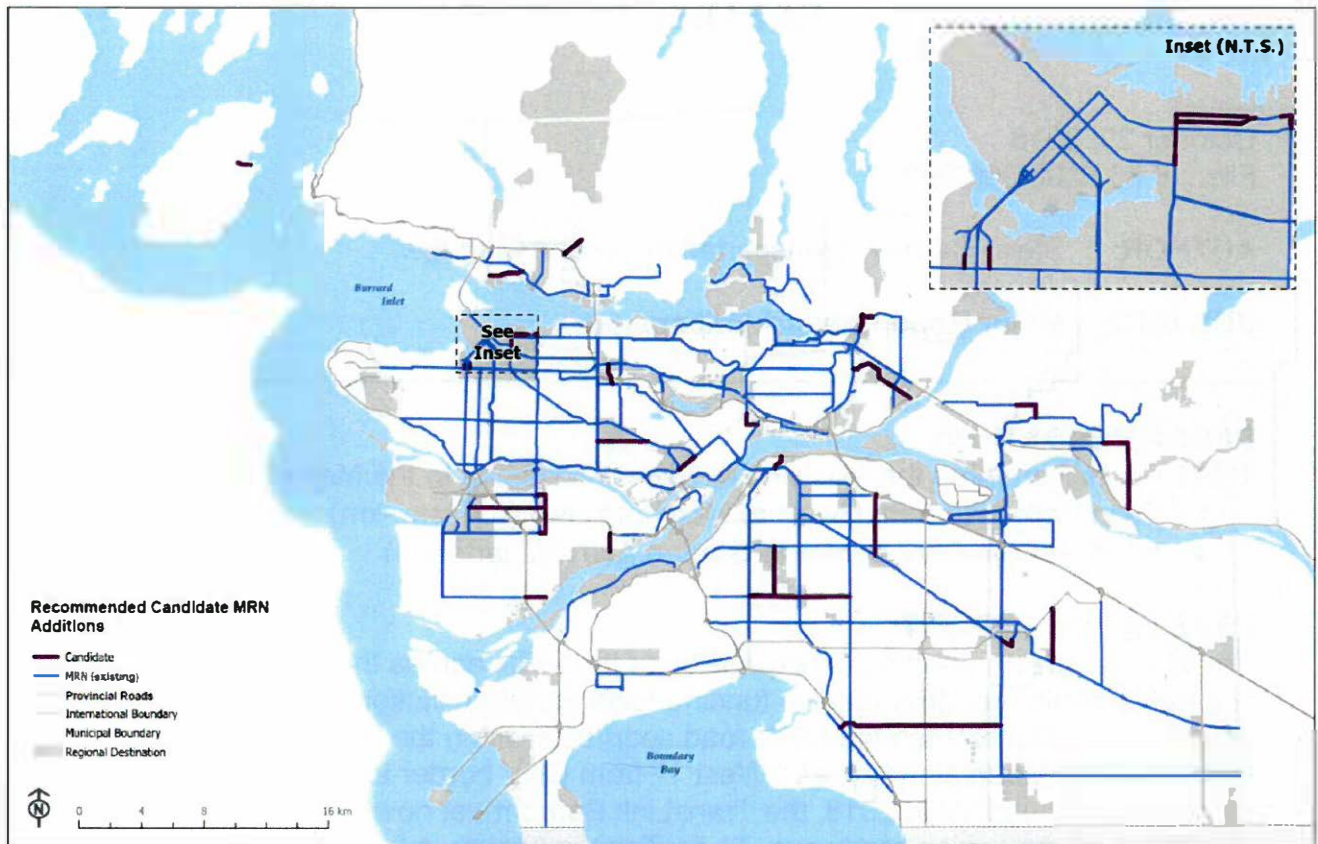 Inset (N.T.S.)
Burrard
Inlet
See
Inset
Recommended Candidate MRN
Additions
Candidate
MRN (existing)
Provincial Roads
International Boundary
Municipal Boundary
Regional Destination
Boundary
Bay
N
0 4 8 16 km